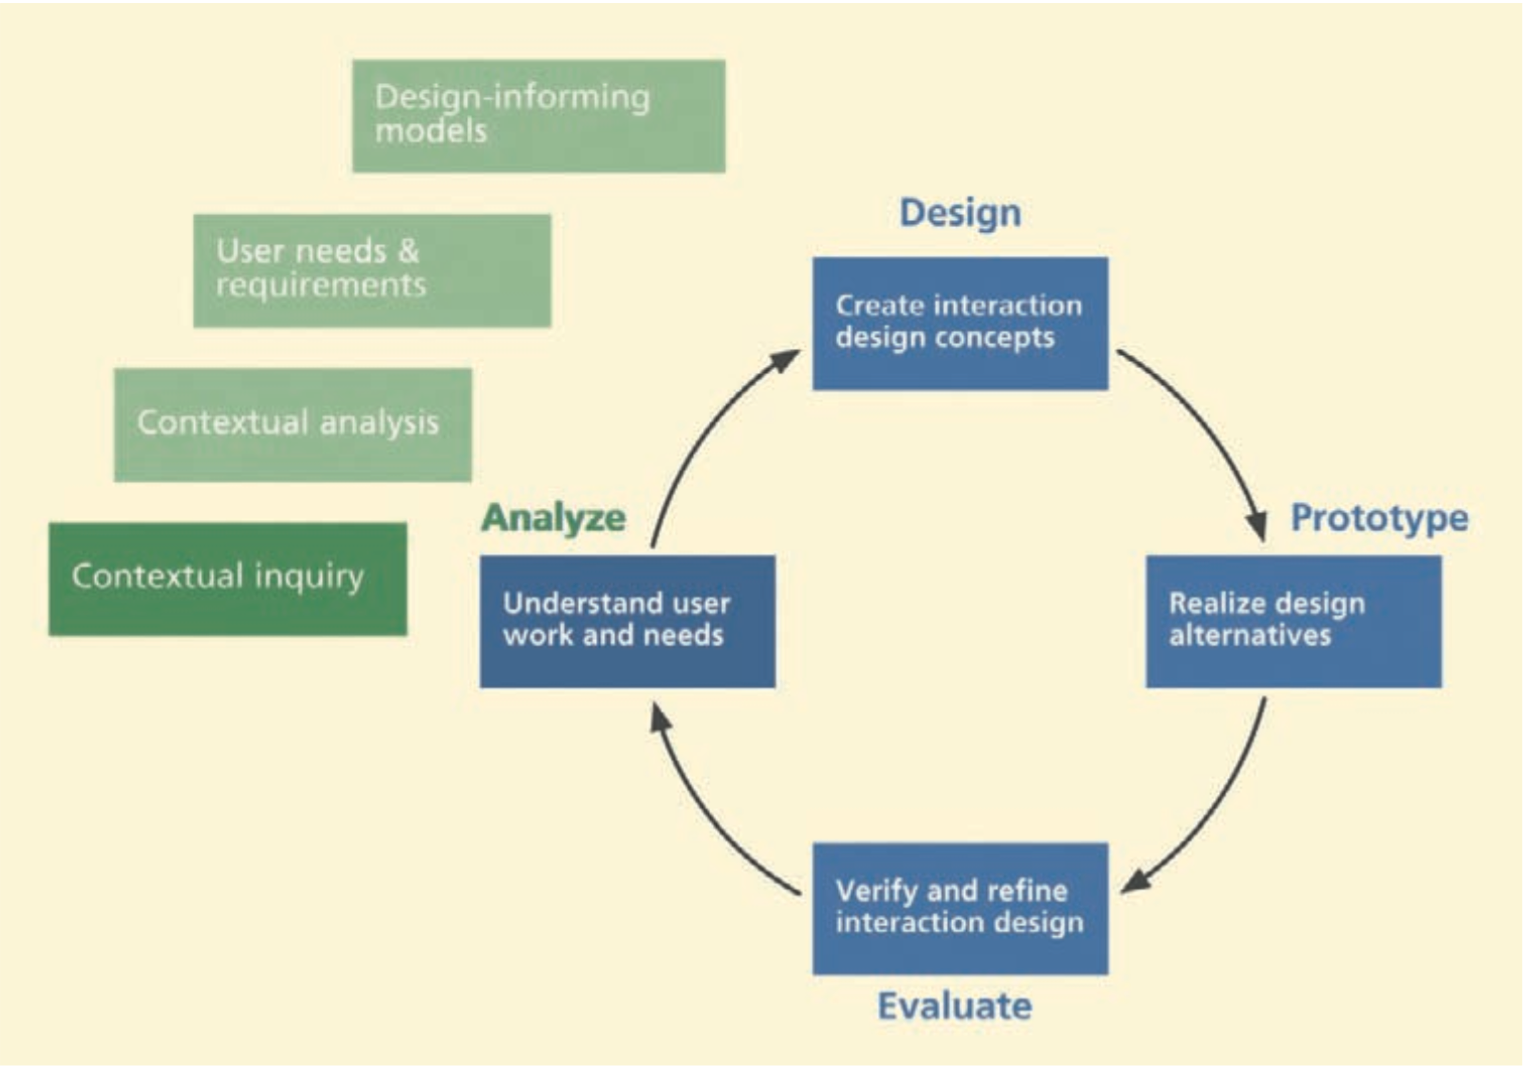 Design-informing
models
User needs &
requirements
Contextual analysis
Contextual inquiry
Analyze
Understand user
work and needs
Design
Create interaction
design concepts
Prototype
Realize design
alternatives
Verify and refine
interaction design
Evaluate